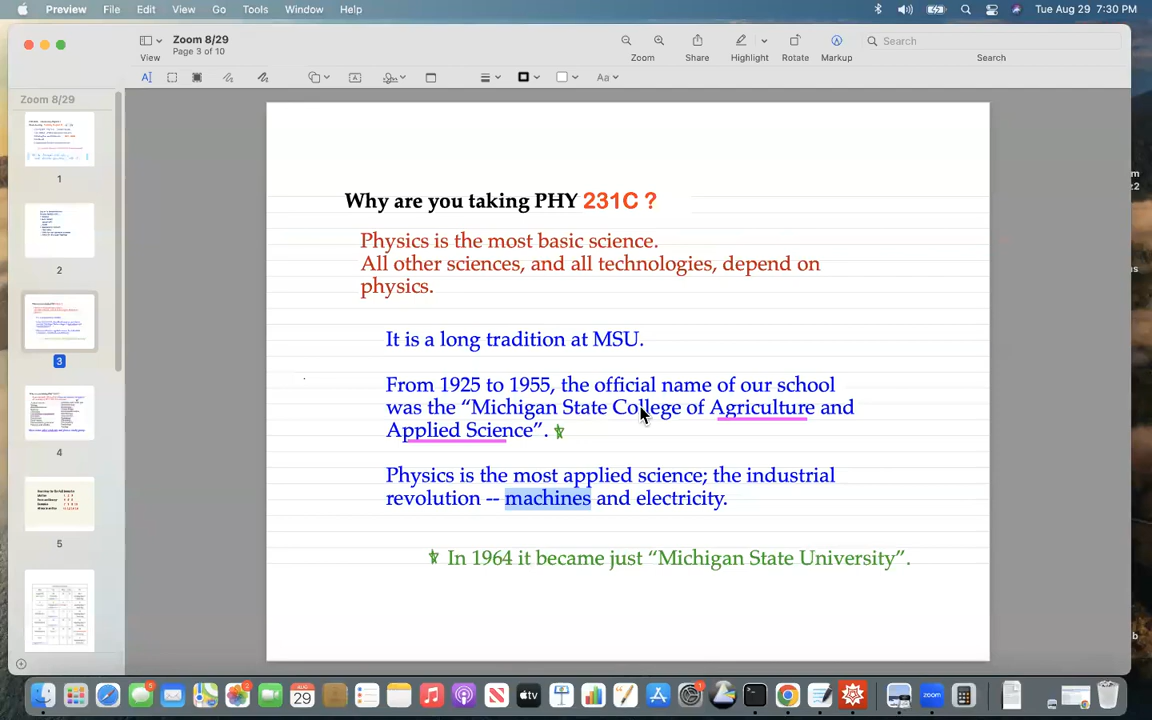 Preview File Edit View Go Tools Window Help Tue Aug 29 7:30 PM
Zoom 8/29
Page 3 of 10
View Zoom Share Highlight Rotate Markup Search
Search
Aa
Zoom 8/29
1
2
3
4
5
Why are you taking PHY 231C ?
Physics is the most basic science.
All other sciences, and all technologies, depend on
physics.
It is a long tradition at MSU.
From 1925 to 1955, the official name of our school
was the “Michigan State College of Agriculture and
Applied Science”.
Physics is the most applied science; the industrial
revolution -- machines and electricity.
In 1964 it became just “Michigan State University”.
AUG
29
tv
zoom